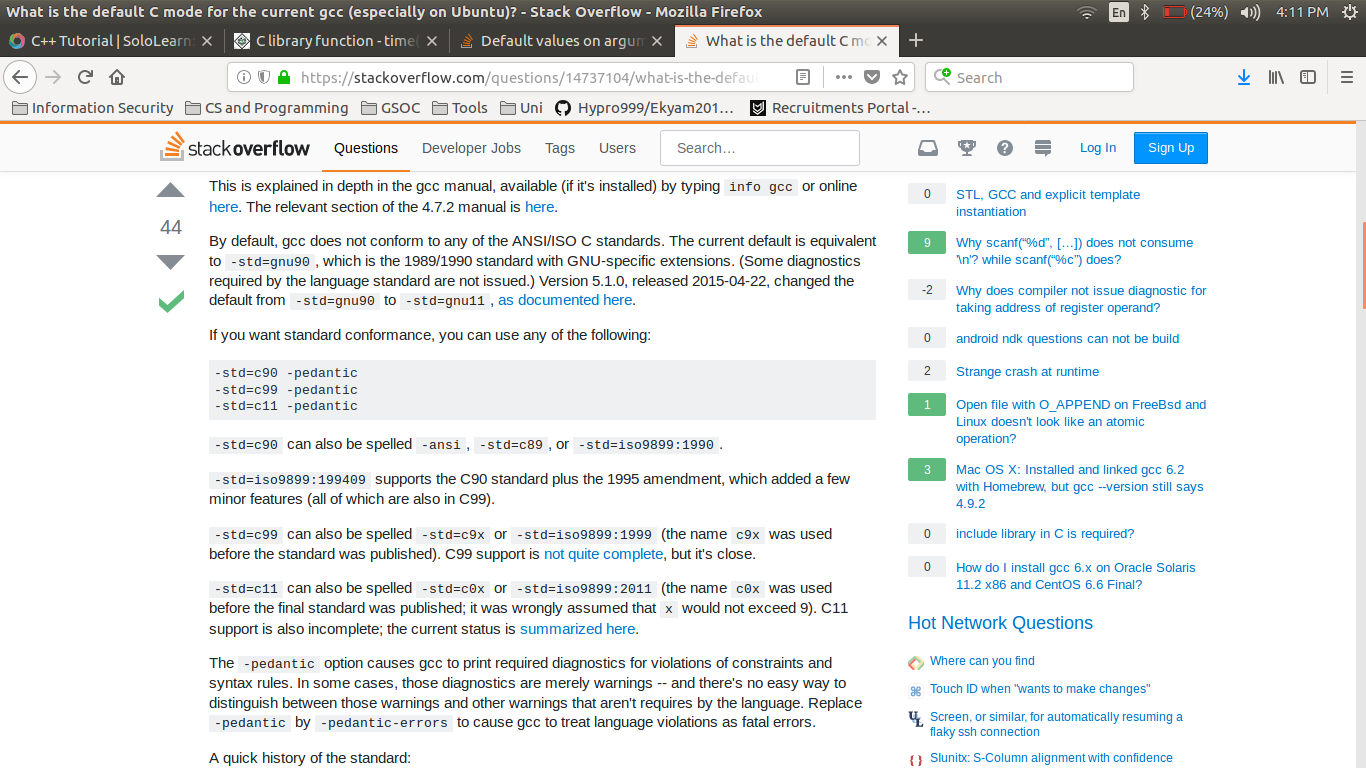 What is the default C mode for the current gcc (especially on Ubuntu)? - Stack Overflow - Mozilla Firefox
En
(24%)
4:11 PM
C++ Tutorial | SoloLearn
C library function - time(
Default values on argum
What is the default C mo
https://stackoverflow.com/questions/14737104/what-is-the-defau
Search
Information Security
CS and Programming
GSOC
Tools
Uni
Hypro999/Ekyam201…
Recruitments Portal -…
stackoverflow
Questions
Developer Jobs
Tags
Users
Search…
Log In
Sign Up
This is explained in depth in the gcc manual, available (if it's installed) by typing info gcc or online
here. The relevant section of the 4.7.2 manual is here.
44
By default, gcc does not conform to any of the ANSI/ISO C standards. The current default is equivalent
to -std=gnu90, which is the 1989/1990 standard with GNU-specific extensions. (Some diagnostics
required by the language standard are not issued.) Version 5.1.0, released 2015-04-22, changed the
default from -std=gnu90 to -std=gnu11, as documented here.
If you want standard conformance, you can use any of the following:
-std=c90 -pedantic
-std=c99 -pedantic
-std=c11 -pedantic
-std=c90 can also be spelled -ansi, -std=c89, or -std=iso9899:1990.
-std=iso9899:199409 supports the C90 standard plus the 1995 amendment, which added a few
minor features (all of which are also in C99).
-std=c99 can also be spelled -std=c9x or -std=iso9899:1999 (the name c9x was used
before the standard was published). C99 support is not quite complete, but it's close.
-std=c11 can also be spelled -std=c0x or -std=iso9899:2011 (the name c0x was used
before the final standard was published; it was wrongly assumed that x would not exceed 9). C11
support is also incomplete; the current status is summarized here.
The -pedantic option causes gcc to print required diagnostics for violations of constraints and
syntax rules. In some cases, those diagnostics are merely warnings -- and there's no easy way to
distinguish between those warnings and other warnings that aren't requires by the language. Replace
-pedantic by -pedantic-errors to cause gcc to treat language violations as fatal errors.
A quick history of the standard:
0
STL, GCC and explicit template
instantiation
9
Why scanf(“%d”, […]) does not consume
'\n'? while scanf(“%c”) does?
-2
Why does compiler not issue diagnostic for
taking address of register operand?
0
android ndk questions can not be build
2
Strange crash at runtime
1
Open file with O_APPEND on FreeBsd and
Linux doesn't look like an atomic
operation?
3
Mac OS X: Installed and linked gcc 6.2
with Homebrew, but gcc --version still says
4.9.2
0
include library in C is required?
0
How do I install gcc 6.x on Oracle Solaris
11.2 x86 and CentOS 6.6 Final?
Hot Network Questions
Where can you find
Touch ID when "wants to make changes"
Screen, or similar, for automatically resuming a
flaky ssh connection
SIunitx: S-Column alignment with confidence